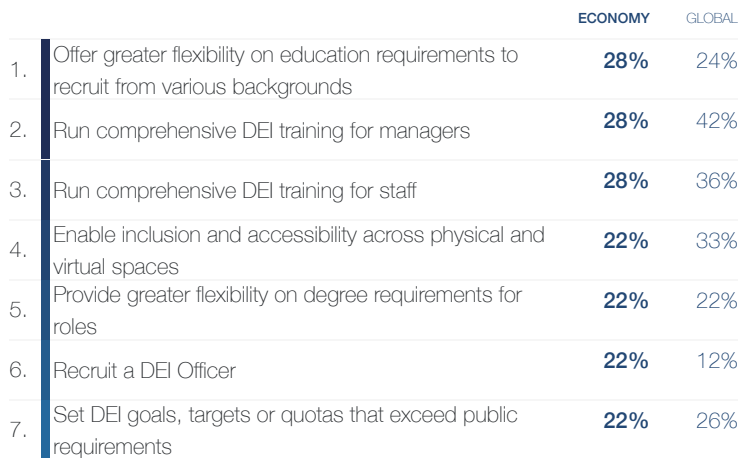 ECONOMY GLOBAL
1. Offer greater flexibility on education requirements to
recruit from various backgrounds 28% 24%
2. Run comprehensive DEI training for managers 28% 42%
3. Run comprehensive DEI training for staff 28% 36%
4. Enable inclusion and accessibility across physical and
virtual spaces 22% 33%
5. Provide greater flexibility on degree requirements for
roles 22% 22%
6. Recruit a DEI Officer 22% 12%
7. Set DEI goals, targets or quotas that exceed public
requirements 22% 26%